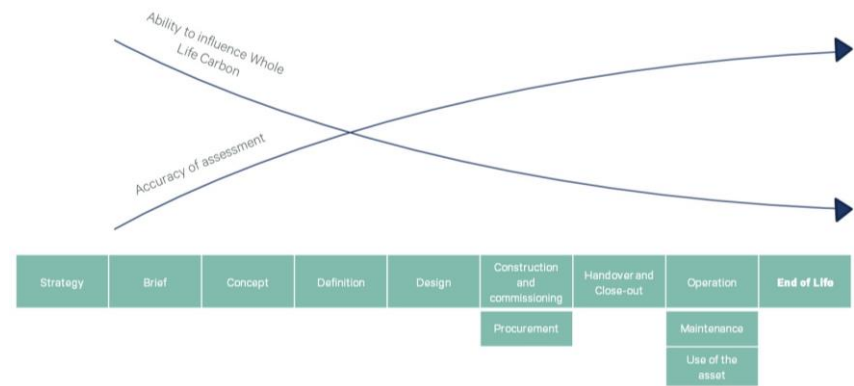 Ability to influence Whole
Life Carbon
Accuracy of assessment
Strategy
Brief
Concept
Definition
Design
Construction
and
commissioning
Handover and
Close-out
Operation
End of Life
Procurement
Maintenance
Use of the
asset